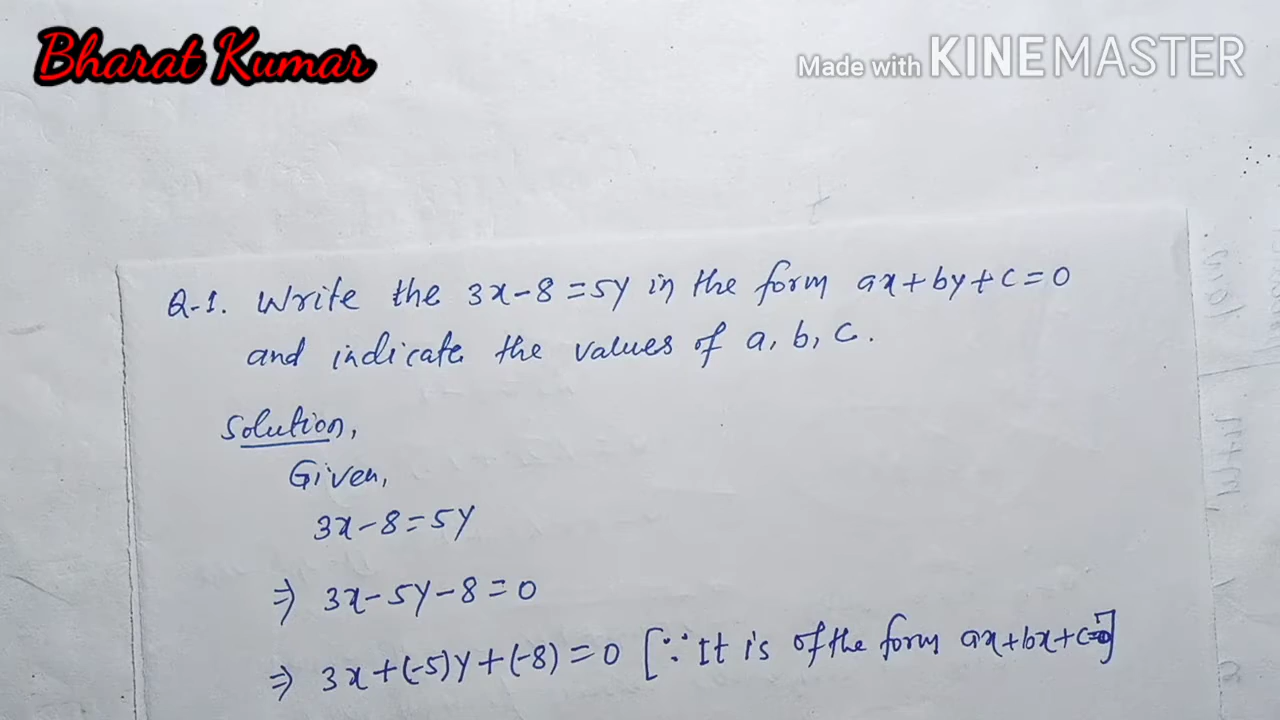 Bharat Kumar
Made with KINEMASTER
Q-1. Write the 3x-8=5y in the form ax+by+c=0
and indicate the values of a, b, c.
Solution,
Given,
3x-8=5y
⇒ 3x-5y-8=0
⇒ 3x+(-5)y+(-8)=0 [∵ It is of the form ax+bx+c=0]